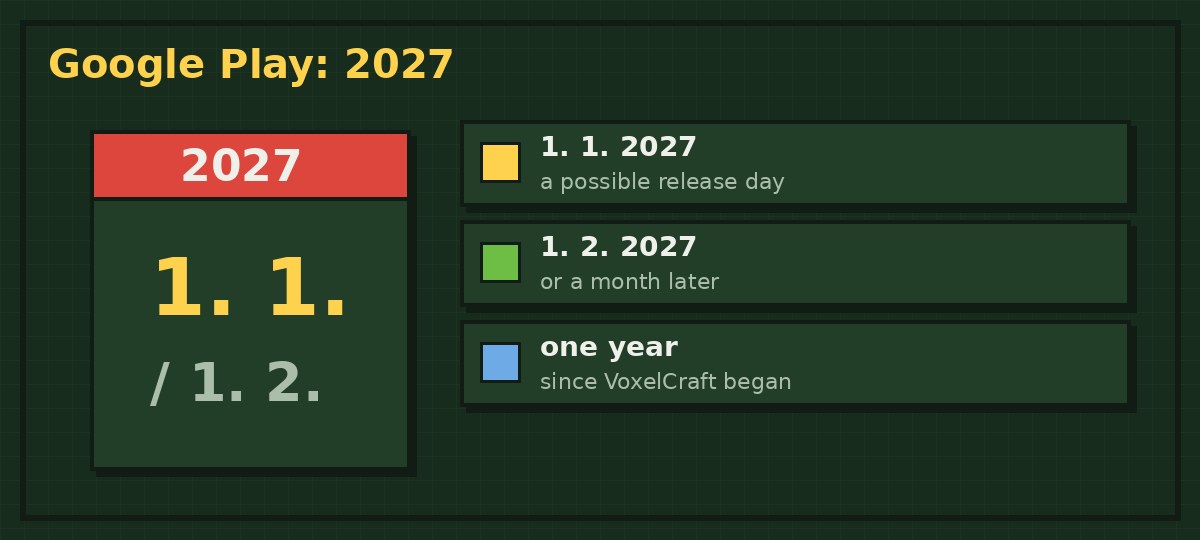 Google Play: 2027
2027
1. 1.
/ 1. 2.
1. 1. 2027
a possible release day
1. 2. 2027
or a month later
one year
since VoxelCraft began